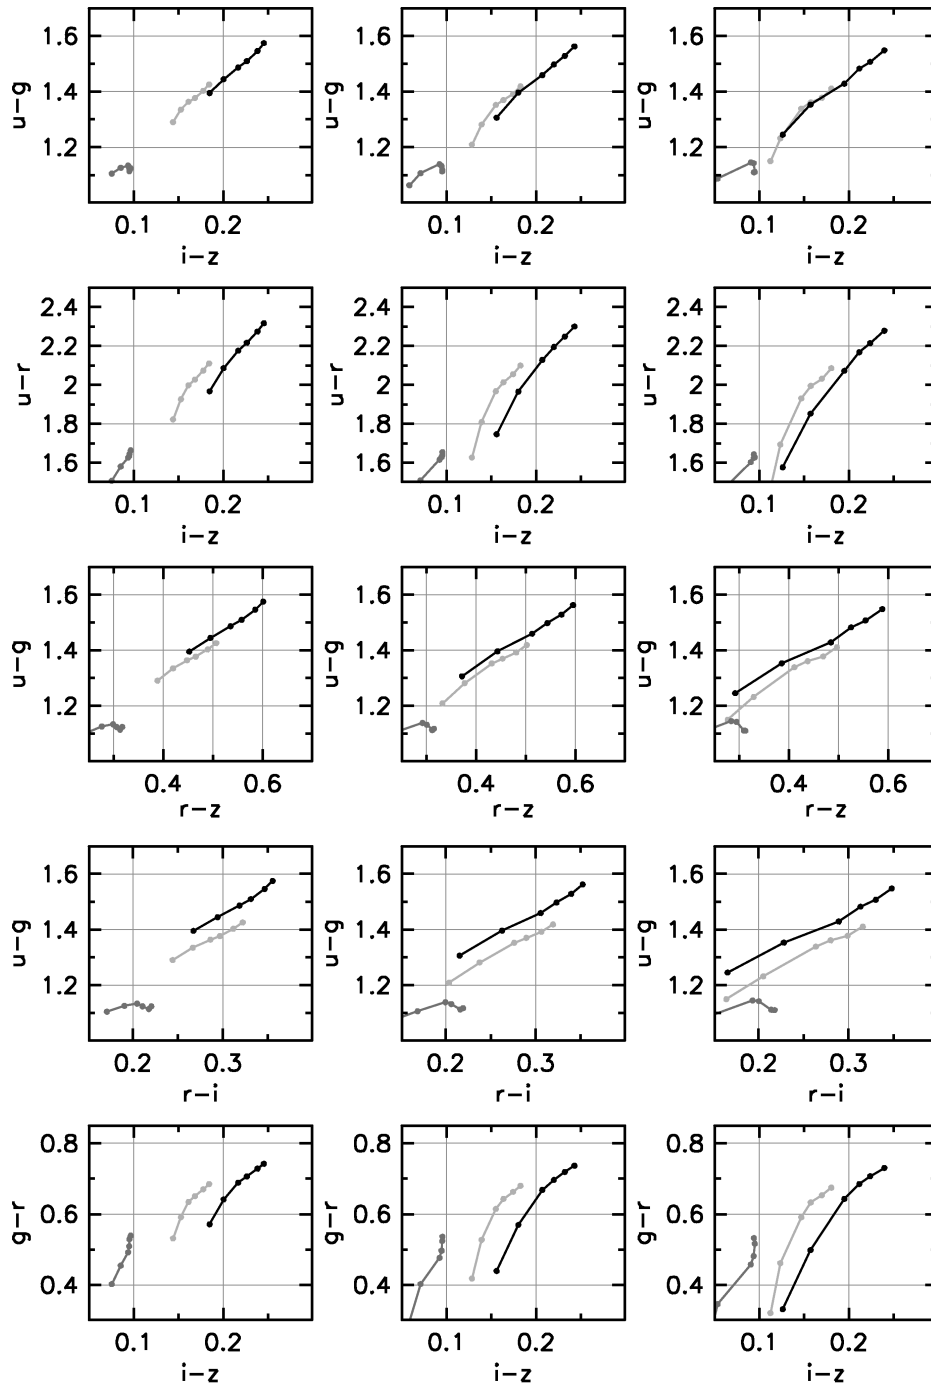 1.6 1.6 1.6
u-g u-g u-g
1.4 1.4 1.4
1.2 1.2 1.2
0.1 0.2 0.1 0.2 0.1 0.2
i-z i-z i-z
2.4 2.4 2.4
2.2 2.2 2.2
u-r u-r u-r
2 2 2
1.8 1.8 1.8
1.6 1.6 1.6
0.1 0.2 0.1 0.2 0.1 0.2
i-z i-z i-z
1.6 1.6 1.6
u-g u-g u-g
1.4 1.4 1.4
1.2 1.2 1.2
0.4 0.6 0.4 0.6 0.4 0.6
r-z r-z r-z
1.6 1.6 1.6
u-g u-g u-g
1.4 1.4 1.4
1.2 1.2 1.2
0.2 0.3 0.2 0.3 0.2 0.3
r-i r-i r-i
0.8 0.8 0.8
g-r g-r g-r
0.6 0.6 0.6
0.4 0.4 0.4
0.1 0.2 0.1 0.2 0.1 0.2
i-z i-z i-z